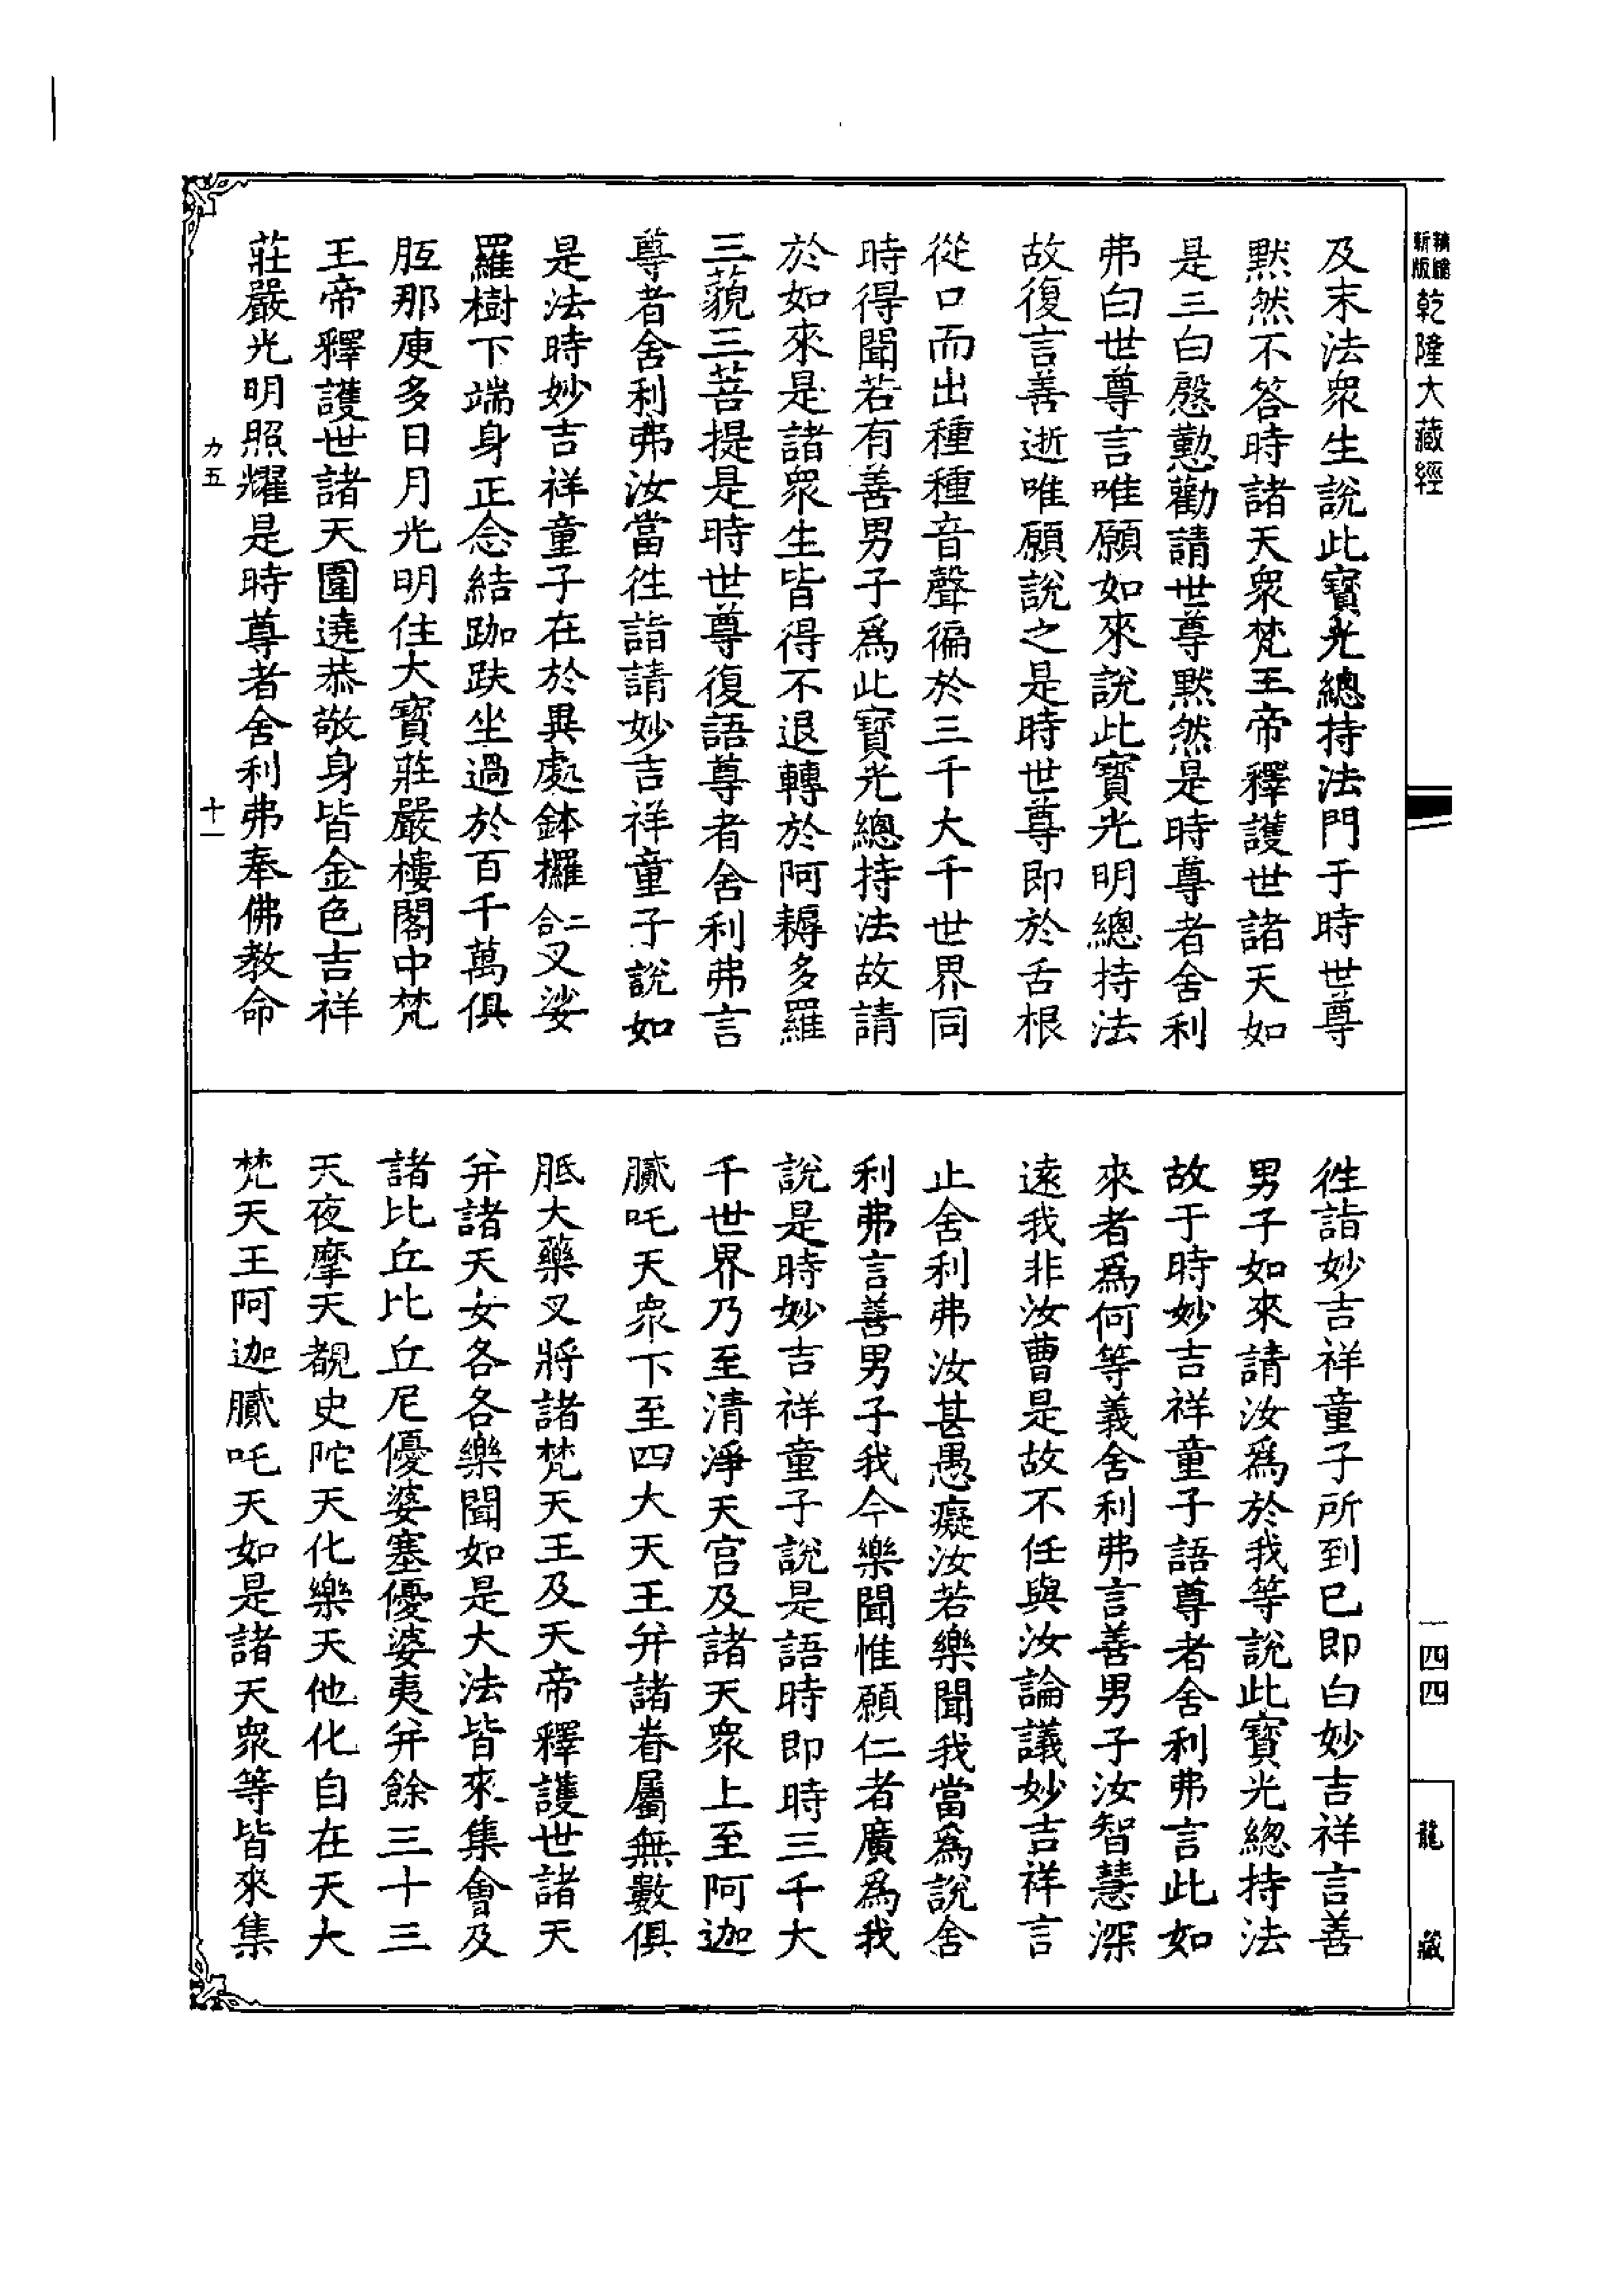 精縮
新版
乾隆大藏經
及末法衆生說此寶光總持法門于時世尊
默然不答時諸天衆梵王帝釋護世諸天如
是三白慇懃勸請世尊默然是時尊者舍利
弗白世尊言唯願如來說此寶光明總持法
故復言善逝唯願說之是時世尊即於舌根
從口而出種種音聲徧於三千大千世界同
時得聞若有善男子爲此寶光總持法故請
於如來是諸衆生皆得不退轉於阿耨多羅
三藐三菩提是時世尊復語尊者舍利弗言
尊者舍利弗汝當往詣請妙吉祥童子說如
是法時妙吉祥童子在於異處鉢欏二合叉娑
羅樹下端身正念結跏趺坐過於百千萬俱
胝那庾多日月光明住大寶莊嚴樓閣中梵
王帝釋護世諸天圍遶恭敬身皆金色吉祥
莊嚴光明照耀是時尊者舍利弗奉佛教命
力五
十一
徃詣妙吉祥童子所到已即白妙吉祥言善
男子如來請汝爲於我等說此寶光總持法
故于時妙吉祥童子語尊者舍利弗言此如
來者爲何等義舍利弗言善男子汝智慧深
遠我非汝曹是故不任與汝論議妙吉祥言
止舍利弗汝甚愚癡汝若樂聞我當爲說舍
利弗言善男子我今樂聞惟願仁者廣爲我
說是時妙吉祥童子說是語時即時三千大
千世界乃至清淨天宫及諸天衆上至阿迦
膩吒天衆下至四大天王并諸眷屬無數俱
胝大藥叉將諸梵天王及天帝釋護世諸天
并諸天女各各樂聞如是大法皆來集會及
諸比丘比丘尼優婆塞優婆夷并餘三十三
天夜摩天覩史陀天化樂天他化自在天大
梵天王阿迦膩吒天如是諸天衆等皆來集
一四四
龍藏